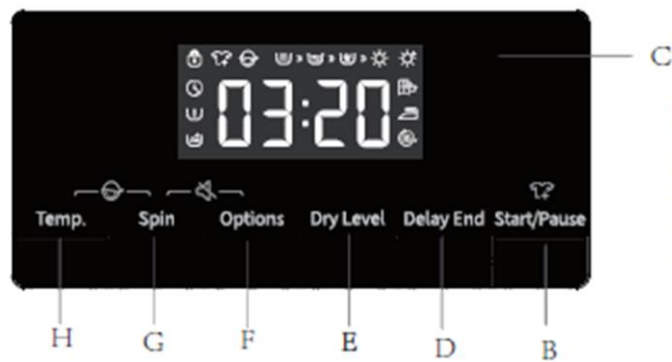 C
03:20
Temp. Spin Options Dry Level Delay End Start/Pause
H G F E D B